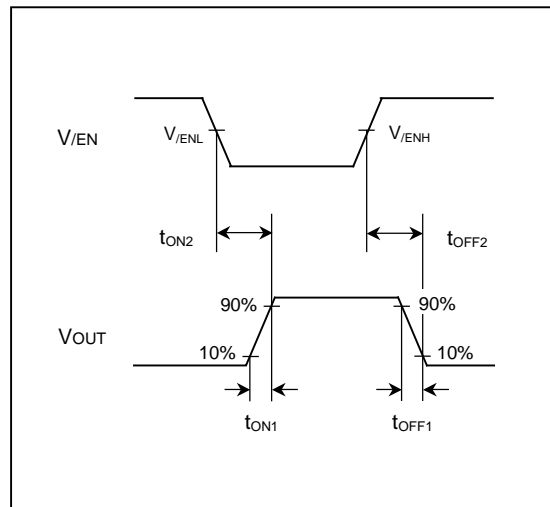 V/EN
V/ENL
V/ENH
tON2
tOFF2
VOUT
90%
90%
10%
10%
tON1
tOFF1